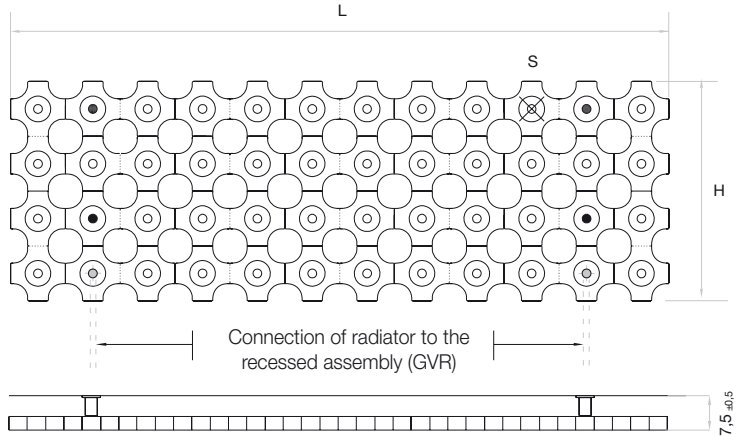 L
S
H
Connection of radiator to the
recessed assembly (GVR)
7,5 ±0,5